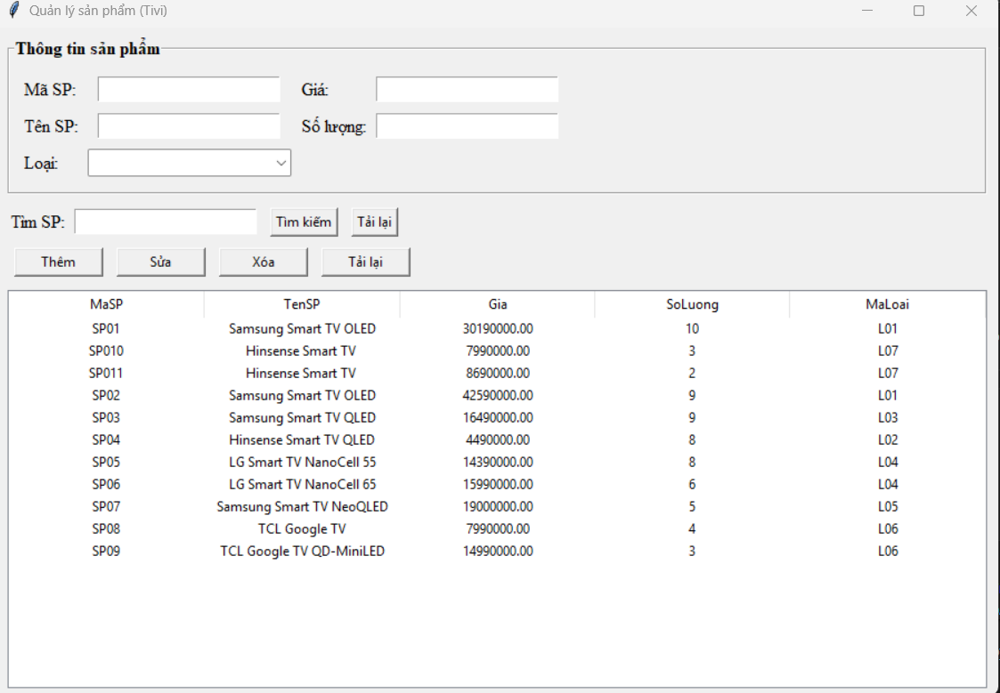 Quản lý sản phẩm (Tivi)
Thông tin sản phẩm
Mã SP: Giá:
Tên SP: Số lượng:
Loại:
Tìm SP: Tìm kiếm Tải lại
Thêm Sửa Xóa Tải lại
MaSP TenSP Gia SoLuong MaLoai
SP01 Samsung Smart TV OLED 30190000.00 10 L01
SP010 Hinsense Smart TV 7990000.00 3 L07
SP011 Hinsense Smart TV 8690000.00 2 L07
SP02 Samsung Smart TV OLED 42590000.00 9 L01
SP03 Samsung Smart TV QLED 16490000.00 9 L03
SP04 Hinsense Smart TV QLED 4490000.00 8 L02
SP05 LG Smart TV NanoCell 55 14390000.00 8 L04
SP06 LG Smart TV NanoCell 65 15990000.00 6 L04
SP07 Samsung Smart TV NeoQLED 19000000.00 5 L05
SP08 TCL Google TV 7990000.00 4 L06
SP09 TCL Google TV QD-MiniLED 14990000.00 3 L06